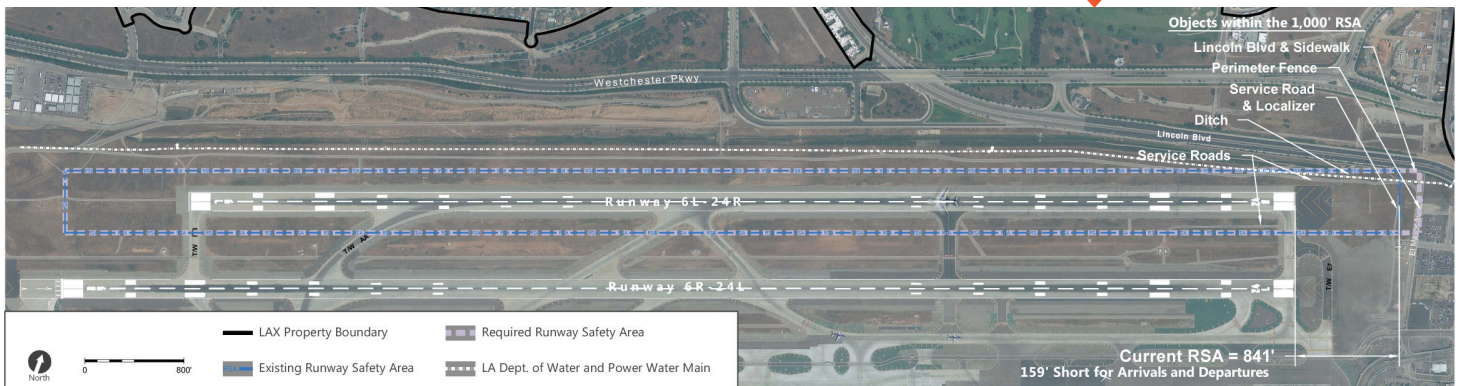 Objects within the 1,000' RSA
Lincoln Blvd & Sidewalk
Perimeter Fence
Service Road
& Localizer
Ditch
Westchester Pkwy
Lincoln Blvd
Service Roads
Runway 6L-24R
T/W E3
T/W AA
Runway 6R-24L
T/W E7
LAX Property Boundary
Required Runway Safety Area
North
0 800'
RSA
Existing Runway Safety Area
LA Dept. of Water and Power Water Main
Current RSA = 841'
159' Short for Arrivals and Departures